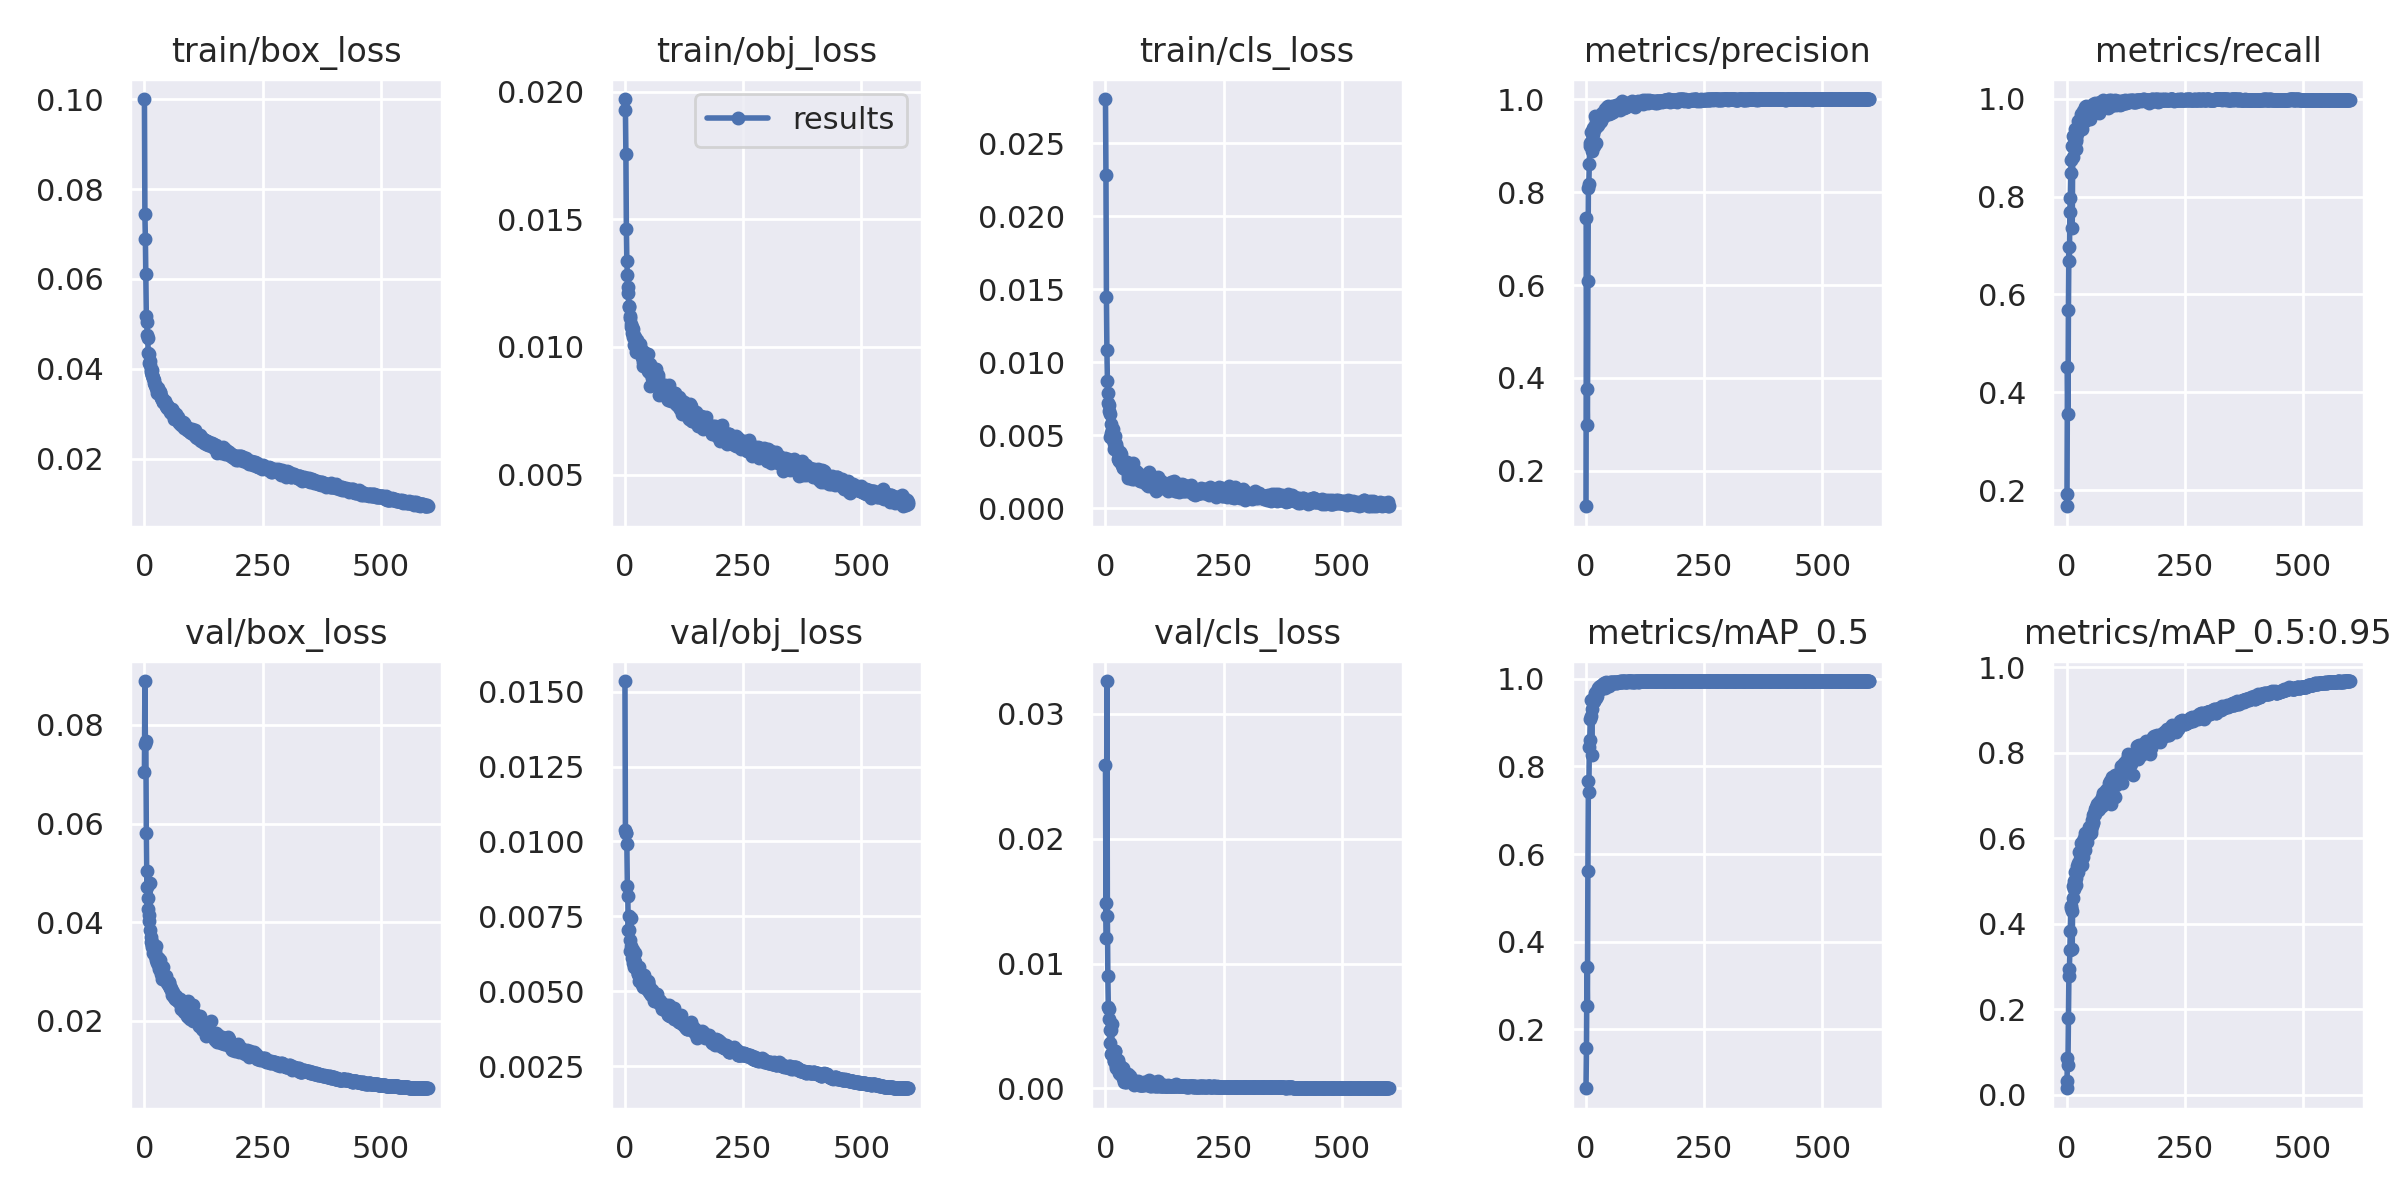 train/box_loss
train/obj_loss
train/cls_loss
metrics/precision
metrics/recall
0.10
0.08
0.06
0.04
0.02
0 250 500
0.020
0.015
0.010
0.005
results
0 250 500
0.025
0.020
0.015
0.010
0.005
0.000
0 250 500
1.0
0.8
0.6
0.4
0.2
0 250 500
1.0
0.8
0.6
0.4
0.2
0 250 500
val/box_loss
val/obj_loss
val/cls_loss
metrics/mAP_0.5
metrics/mAP_0.5:0.95
0.08
0.06
0.04
0.02
0 250 500
0.0150
0.0125
0.0100
0.0075
0.0050
0.0025
0 250 500
0.03
0.02
0.01
0.00
0 250 500
1.0
0.8
0.6
0.4
0.2
0 250 500
1.0
0.8
0.6
0.4
0.2
0.0
0 250 500